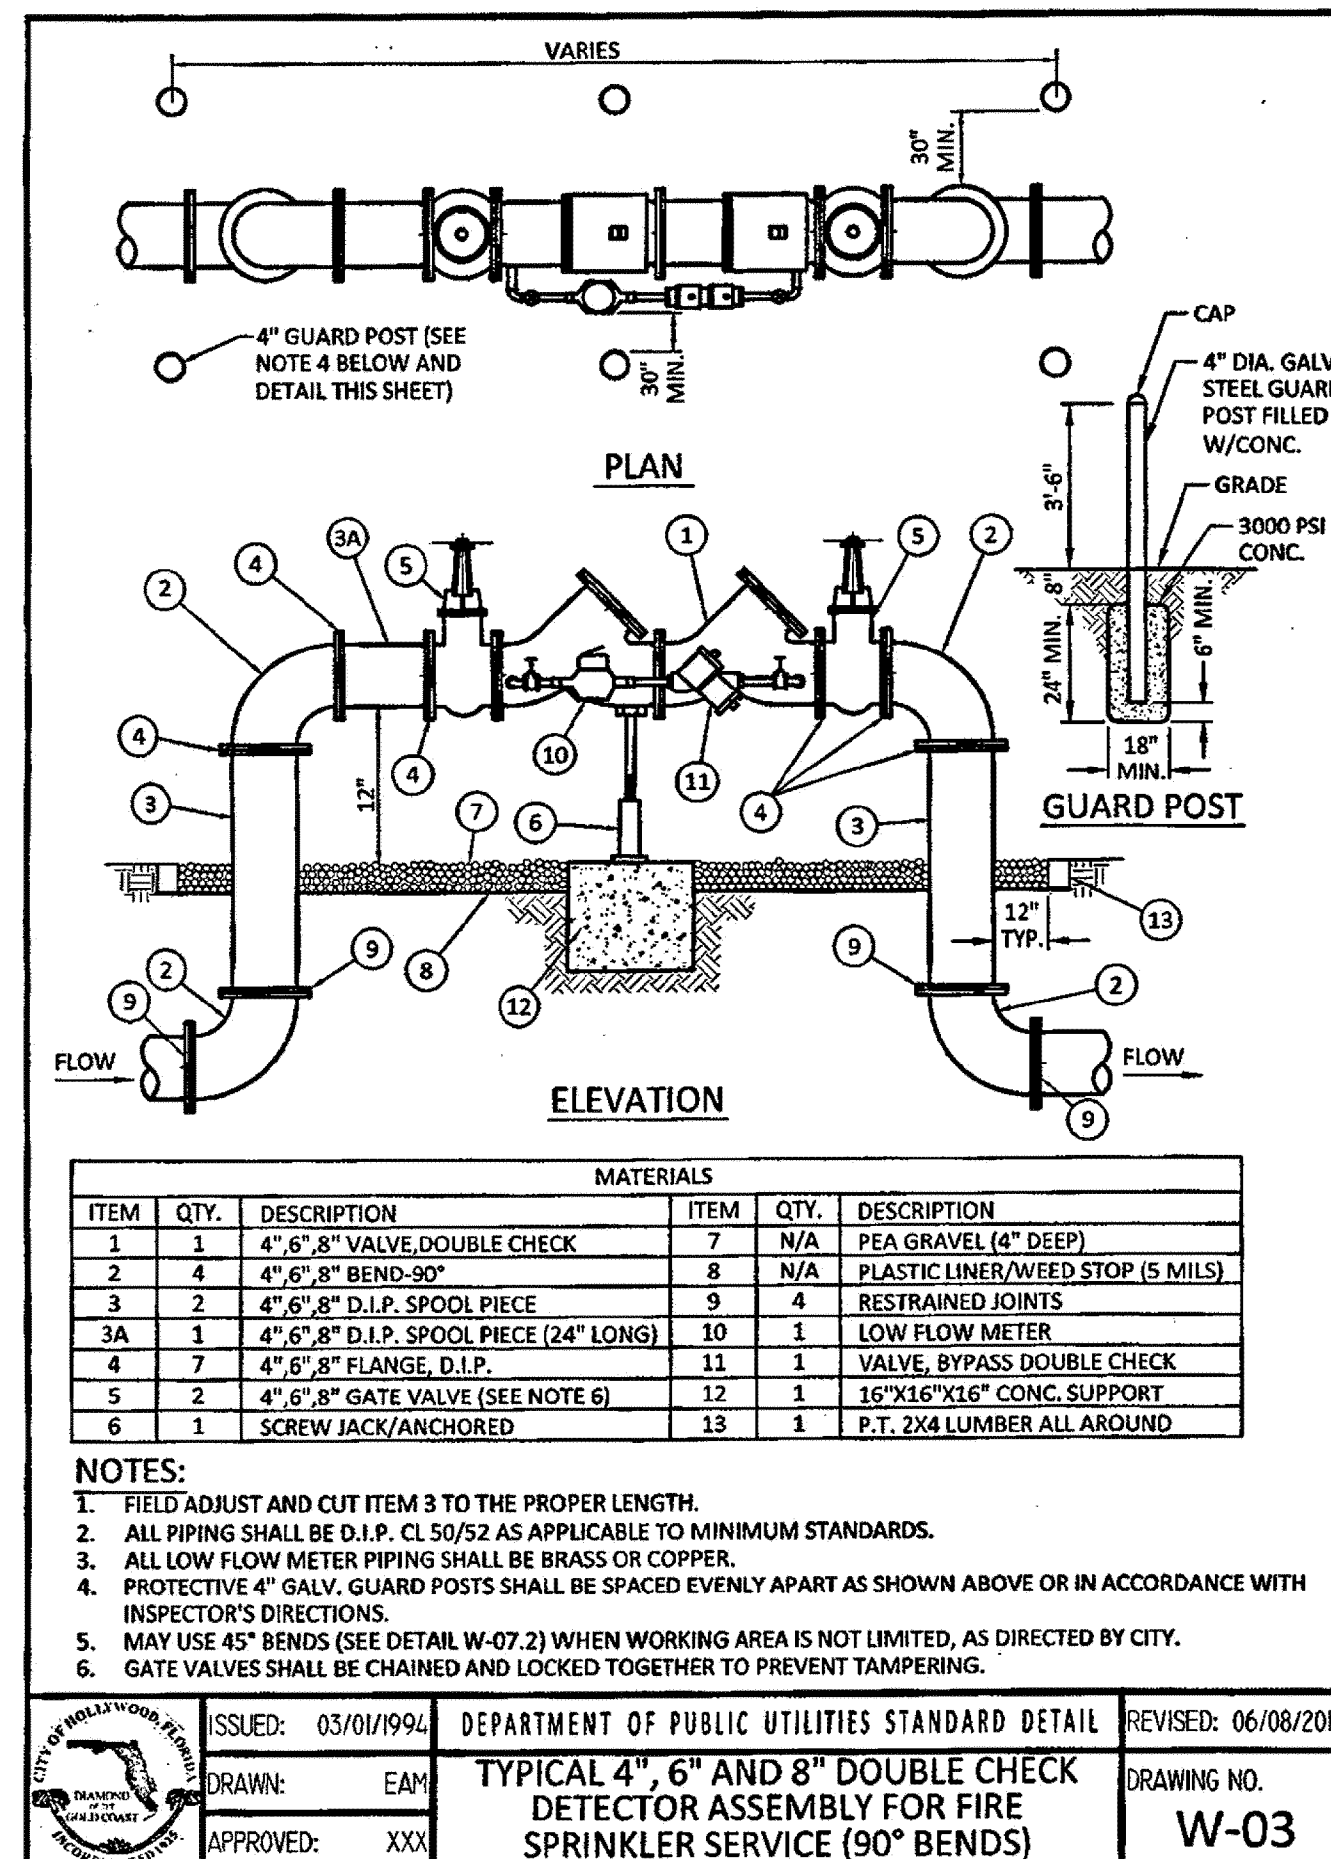 VARIES
30" MIN.
4" GUARD POST (SEE
NOTE 4 BELOW AND
DETAIL THIS SHEET)
30" MIN.
PLAN
CAP
4" DIA. GALV
STEEL GUARD
POST FILLED
W/CONC.
3'-6"
GRADE
3000 PSI
CONC.
8"
24" MIN.
6" MIN.
18"
MIN.
GUARD POST
3A
1
5
2
4
5
2
4
10
11
4
4
3
12"
7
6
3
12"
TYP.
13
9
8
12
9
2
9
2
FLOW
FLOW
9
ELEVATION
MATERIALS
ITEM QTY. DESCRIPTION ITEM QTY. DESCRIPTION
1 1 4",6",8" VALVE,DOUBLE CHECK 7 N/A PEA GRAVEL (4" DEEP)
2 4 4",6",8" BEND-90° 8 N/A PLASTIC LINER/WEED STOP (5 MILS)
3 2 4",6",8" D.I.P. SPOOL PIECE 9 4 RESTRAINED JOINTS
3A 1 4",6",8" D.I.P. SPOOL PIECE (24" LONG) 10 1 LOW FLOW METER
4 7 4",6",8" FLANGE, D.I.P. 11 1 VALVE, BYPASS DOUBLE CHECK
5 2 4",6",8" GATE VALVE (SEE NOTE 6) 12 1 16"X16"X16" CONC. SUPPORT
6 1 SCREW JACK/ANCHORED 13 1 P.T. 2X4 LUMBER ALL AROUND
NOTES:
1. FIELD ADJUST AND CUT ITEM 3 TO THE PROPER LENGTH.
2. ALL PIPING SHALL BE D.I.P. CL 50/52 AS APPLICABLE TO MINIMUM STANDARDS.
3. ALL LOW FLOW METER PIPING SHALL BE BRASS OR COPPER.
4. PROTECTIVE 4" GALV. GUARD POSTS SHALL BE SPACED EVENLY APART AS SHOWN ABOVE OR IN ACCORDANCE WITH
INSPECTOR'S DIRECTIONS.
5. MAY USE 45° BENDS (SEE DETAIL W-07.2) WHEN WORKING AREA IS NOT LIMITED, AS DIRECTED BY CITY.
6. GATE VALVES SHALL BE CHAINED AND LOCKED TOGETHER TO PREVENT TAMPERING.
CITY OF HOLLYWOOD, FLORIDA
DIAMOND
OF THE
GOLD COAST
INCORPORATED 1925
ISSUED: 03/01/1994
DRAWN: EAM
APPROVED: XXX
DEPARTMENT OF PUBLIC UTILITIES STANDARD DETAIL
TYPICAL 4", 6" AND 8" DOUBLE CHECK
DETECTOR ASSEMBLY FOR FIRE
SPRINKLER SERVICE (90° BENDS)
REVISED: 06/08/201
DRAWING NO.
W-03